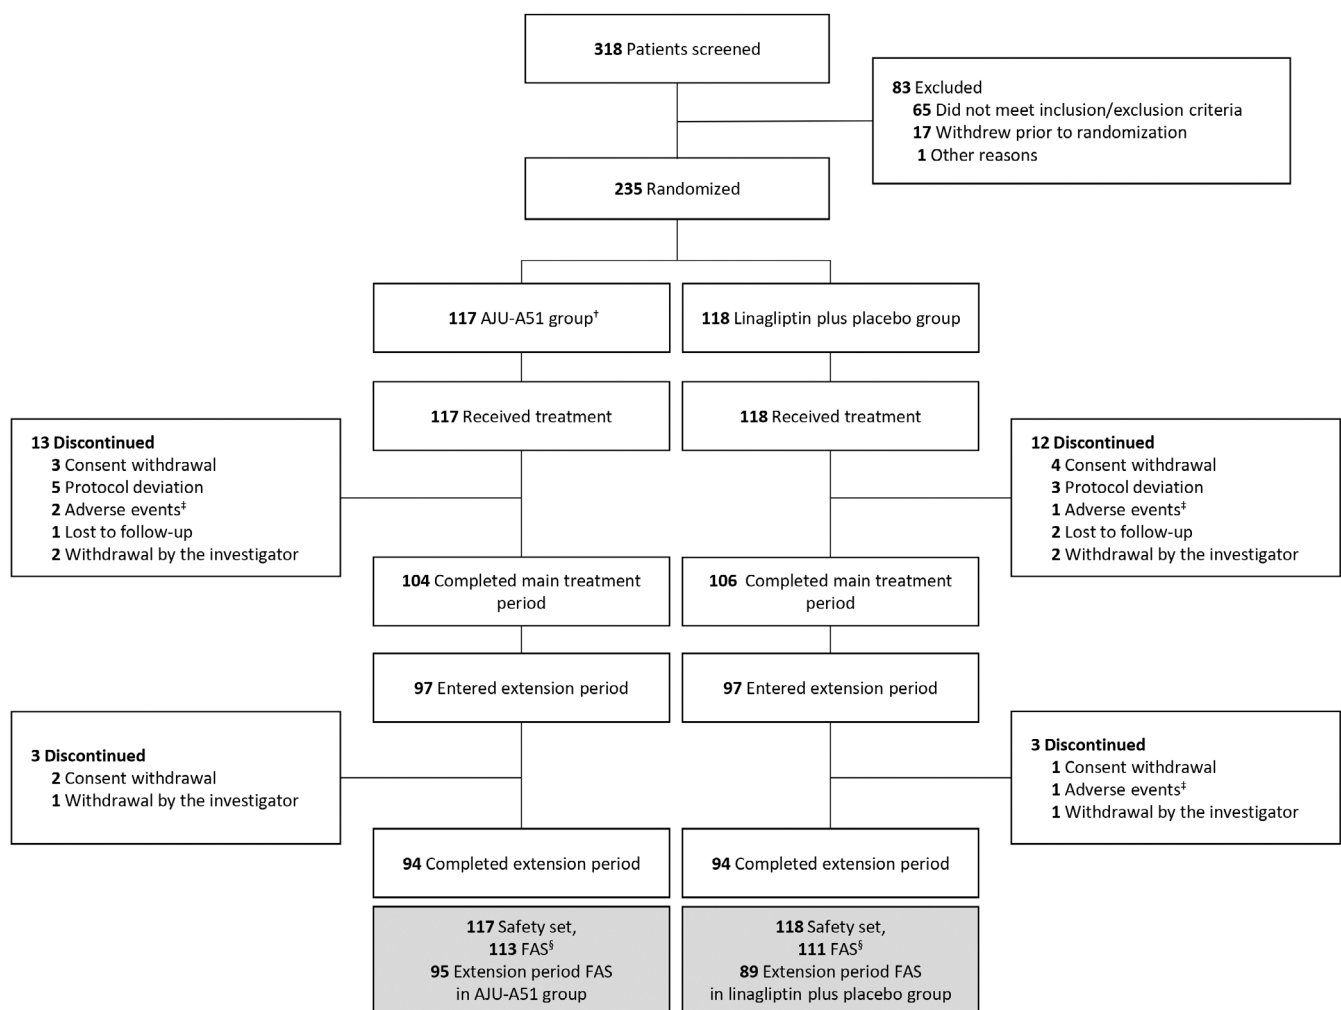 318 Patients screened
83 Excluded
65 Did not meet inclusion/exclusion criteria
17 Withdrew prior to randomization
1 Other reasons
235 Randomized
117 AJU-A51 group†
118 Linagliptin plus placebo group
117 Received treatment
118 Received treatment
13 Discontinued
3 Consent withdrawal
5 Protocol deviation
2 Adverse events‡
1 Lost to follow-up
2 Withdrawal by the investigator
12 Discontinued
4 Consent withdrawal
3 Protocol deviation
1 Adverse events‡
2 Lost to follow-up
2 Withdrawal by the investigator
104 Completed main treatment
period
106 Completed main treatment
period
97 Entered extension period
97 Entered extension period
3 Discontinued
2 Consent withdrawal
1 Withdrawal by the investigator
3 Discontinued
1 Consent withdrawal
1 Adverse events‡
1 Withdrawal by the investigator
94 Completed extension period
94 Completed extension period
117 Safety set,
113 FAS§
95 Extension period FAS
in AJU-A51 group
118 Safety set,
111 FAS§
89 Extension period FAS
in linagliptin plus placebo group